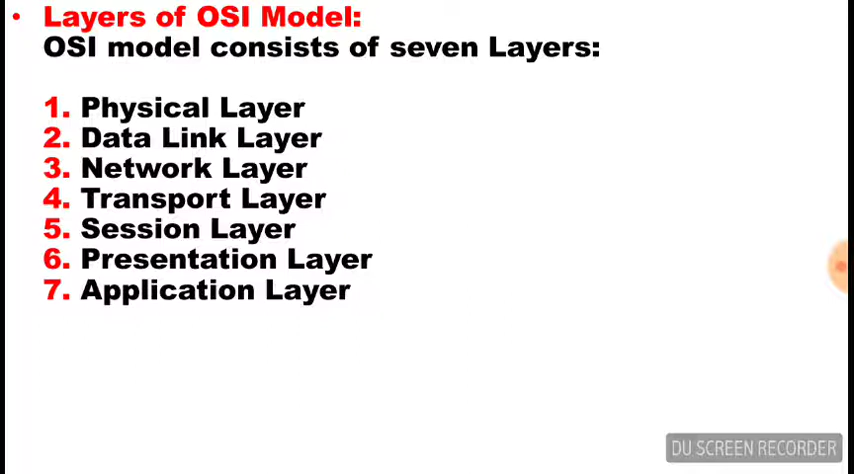 • Layers of OSI Model:
OSI model consists of seven Layers:
1. Physical Layer
2. Data Link Layer
3. Network Layer
4. Transport Layer
5. Session Layer
6. Presentation Layer
7. Application Layer
DU SCREEN RECORDER